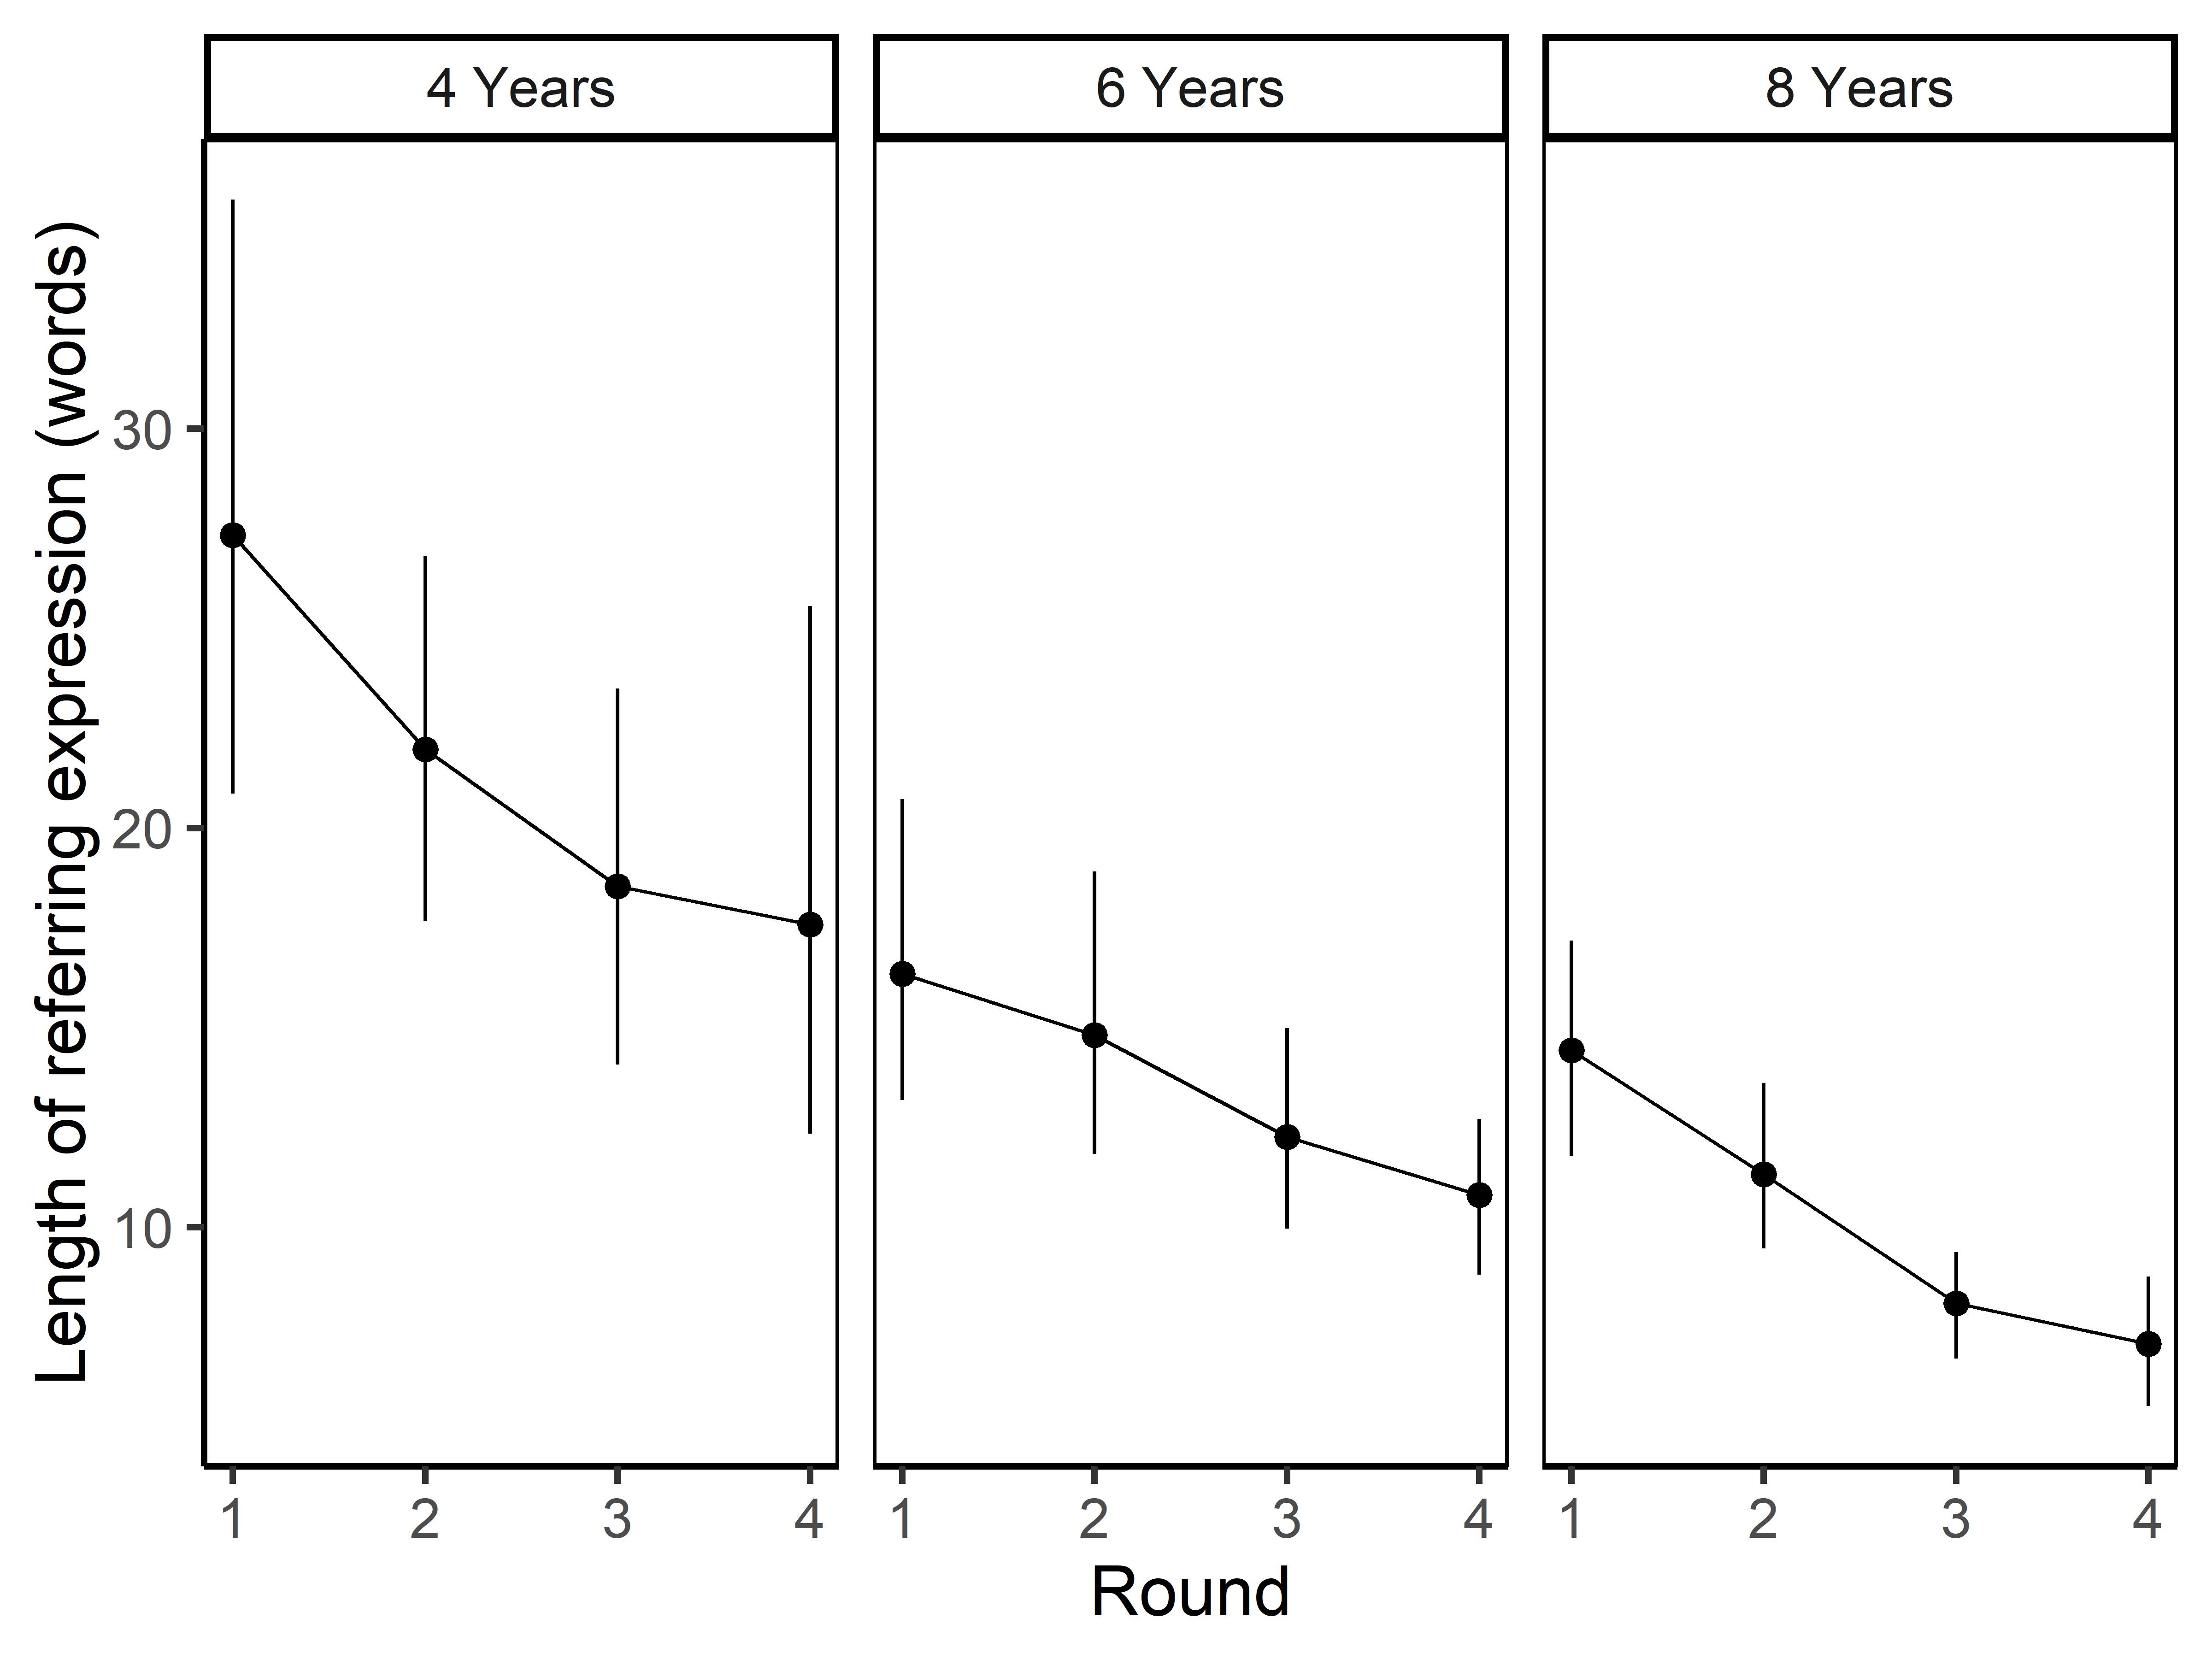 4 Years
6 Years
8 Years
Length of referring expression (words)
30
20
10
1 2 3 4
1 2 3 4
1 2 3 4
Round